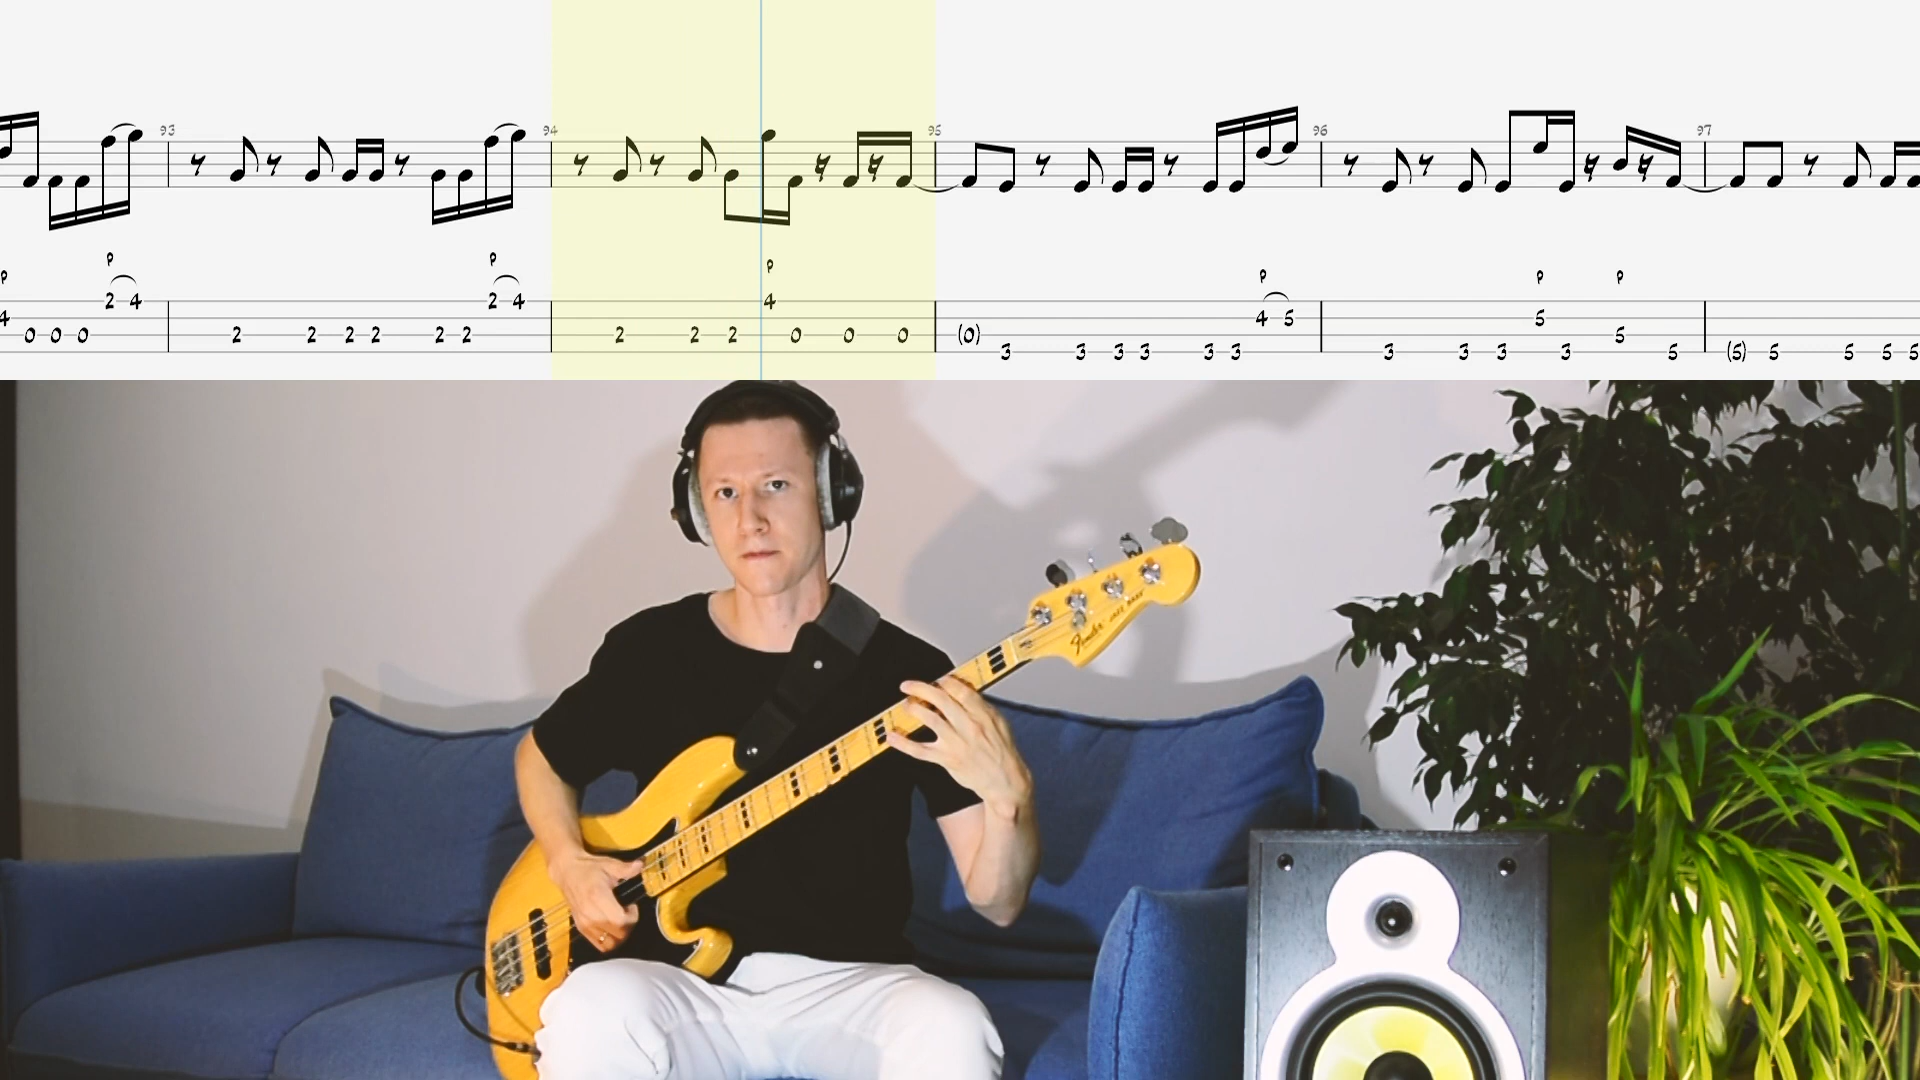 93 94 95 96 97
p p p p p p
2 4 2 4 4
4 4 5 5
0 0 0 2 2 2 2 2 2 2 2 2 0 0 0 (0) 5
3 3 3 3 3 3 3 3 3 3 5 (5) 5 5 5 5
Fender JAZZ BASS